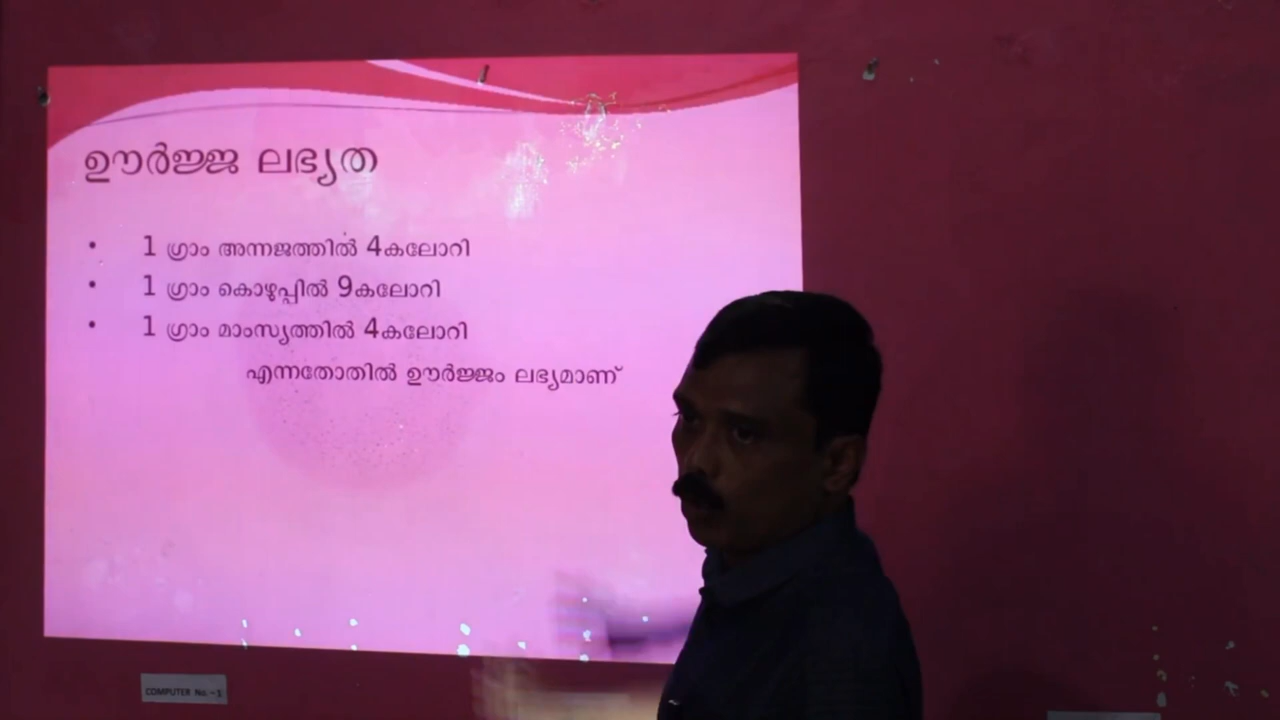 ഊർജ്ജ ലഭ്യത
• 1 ഗ്രാം അന്നജത്തിൽ 4കലോറി
• 1 ഗ്രാം കൊഴുപ്പിൽ 9കലോറി
• 1 ഗ്രാം മാംസ്യത്തിൽ 4കലോറി
എന്നതോതിൽ ഊർജ്ജം ലഭ്യമാണ്
COMPUTER No.-1